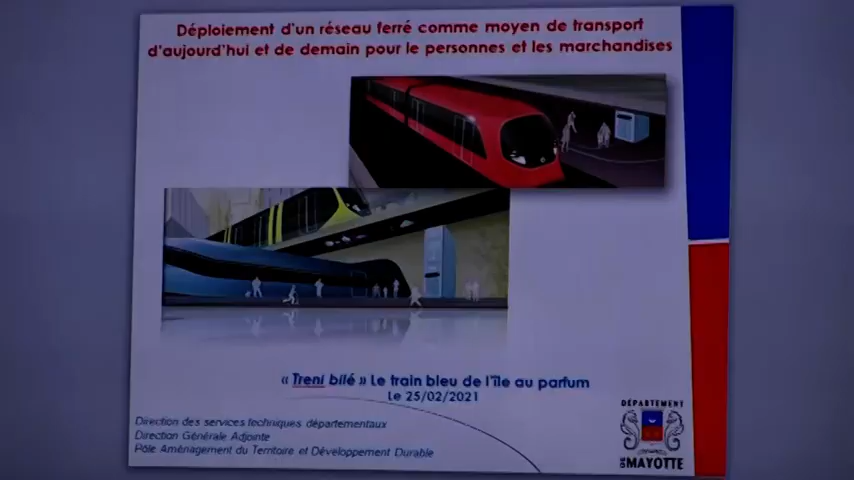 Déploiement d'un réseau ferré comme moyen de transport
d'aujourd'hui et de demain pour le personnes et les marchandises
« Treni bilé » Le train bleu de l'île au parfum
Le 25/02/2021
Direction des services techniques départementaux
Direction Générale Adjointe
Pôle Aménagement du Territoire et Développement Durable
DÉPARTEMENT
DE MAYOTTE